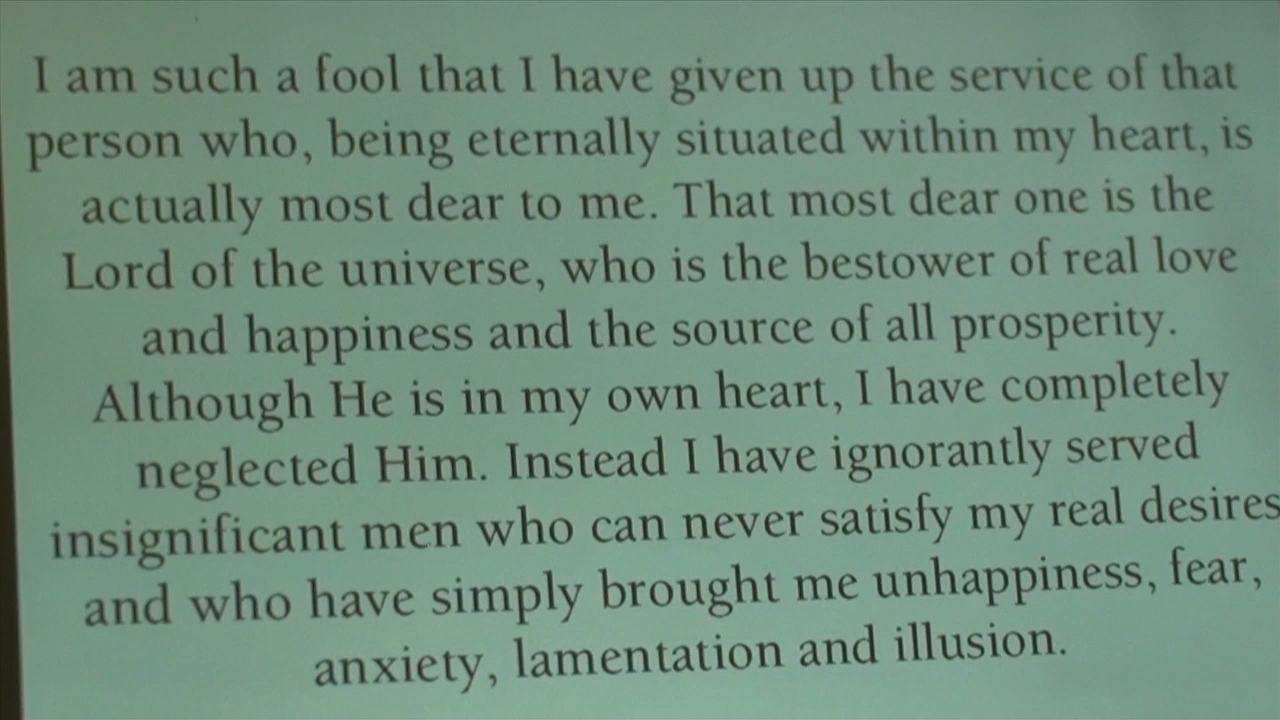 I am such a fool that I have given up the service of that
person who, being eternally situated within my heart, is
actually most dear to me. That most dear one is the
Lord of the universe, who is the bestower of real love
and happiness and the source of all prosperity.
Although He is in my own heart, I have completely
neglected Him. Instead I have ignorantly served
insignificant men who can never satisfy my real desires
and who have simply brought me unhappiness, fear,
anxiety, lamentation and illusion.